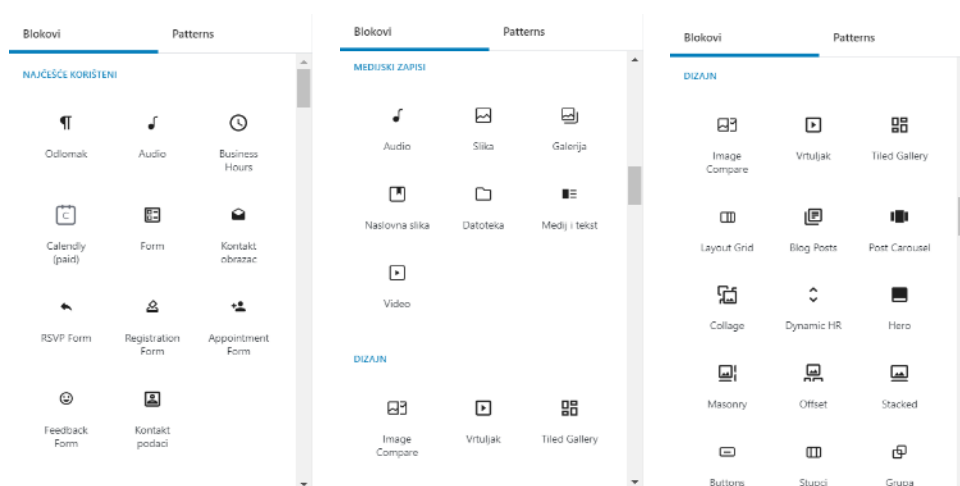 Blokovi Patterns
NAJČEŠĆE KORIŠTENI
Odlomak Audio Business
Hours
C
Calendly Form Kontakt
(paid) obrazac
RSVP Form Registration Appointment
Form Form
Feedback Kontakt
Form podaci
Blokovi Patterns
MEDIJSKI ZAPISI
Audio Slika Galerija
Naslovna slika Datoteka Medij i tekst
Video
DIZAJN
Image Vrtuljak Tiled Gallery
Compare
Blokovi Patterns
DIZAJN
Image Vrtuljak Tiled Gallery
Compare
Layout Grid Blog Posts Post Carousel
Collage Dynamic HR Hero
Masonry Offset Stacked
Buttons Stupci Grupa